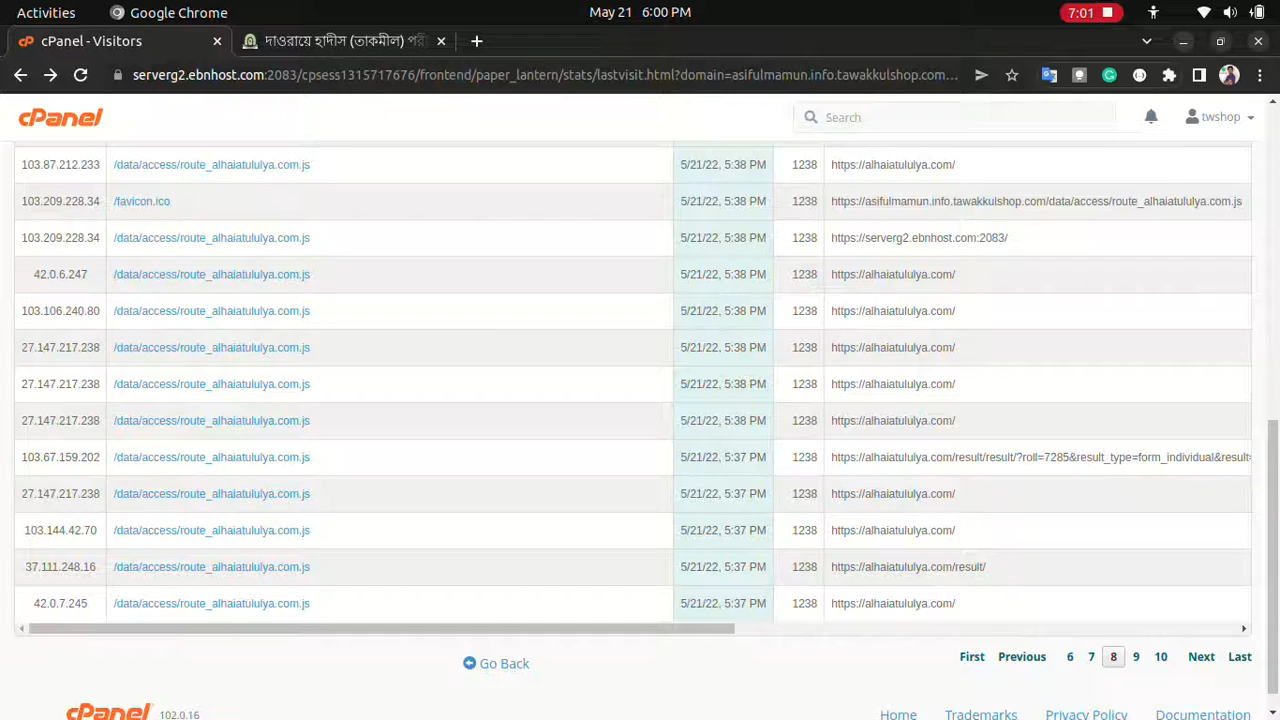 Activities Google Chrome May 21 6:00 PM 7:01
cPanel - Visitors দাওরায়ে হাদীস (তাকমীল) পরী
serverg2.ebnhost.com:2083/cpsess1315717676/frontend/paper_lantern/stats/lastvisit.html?domain=asifulmamun.info.tawakkulshop.com...
cPanel Search twshop
103.87.212.233 /data/access/route_alhaiatululya.com.js 5/21/22, 5:38 PM 1238 https://alhaiatululya.com/
103.209.228.34 /favicon.ico 5/21/22, 5:38 PM 1238 https://asifulmamun.info.tawakkulshop.com/data/access/route_alhaiatululya.com.js
103.209.228.34 /data/access/route_alhaiatululya.com.js 5/21/22, 5:38 PM 1238 https://serverg2.ebnhost.com:2083/
42.0.6.247 /data/access/route_alhaiatululya.com.js 5/21/22, 5:38 PM 1238 https://alhaiatululya.com/
103.106.240.80 /data/access/route_alhaiatululya.com.js 5/21/22, 5:38 PM 1238 https://alhaiatululya.com/
27.147.217.238 /data/access/route_alhaiatululya.com.js 5/21/22, 5:38 PM 1238 https://alhaiatululya.com/
27.147.217.238 /data/access/route_alhaiatululya.com.js 5/21/22, 5:38 PM 1238 https://alhaiatululya.com/
27.147.217.238 /data/access/route_alhaiatululya.com.js 5/21/22, 5:38 PM 1238 https://alhaiatululya.com/
103.67.159.202 /data/access/route_alhaiatululya.com.js 5/21/22, 5:37 PM 1238 https://alhaiatululya.com/result/result/?roll=7285&result_type=form_individual&result=
27.147.217.238 /data/access/route_alhaiatululya.com.js 5/21/22, 5:37 PM 1238 https://alhaiatululya.com/
103.144.42.70 /data/access/route_alhaiatululya.com.js 5/21/22, 5:37 PM 1238 https://alhaiatululya.com/
37.111.248.16 /data/access/route_alhaiatululya.com.js 5/21/22, 5:37 PM 1238 https://alhaiatululya.com/result/
42.0.7.245 /data/access/route_alhaiatululya.com.js 5/21/22, 5:37 PM 1238 https://alhaiatululya.com/
Go Back First Previous 6 7 8 9 10 Next Last
cPanel 102.0.16 Home Trademarks Privacy Policy Documentation